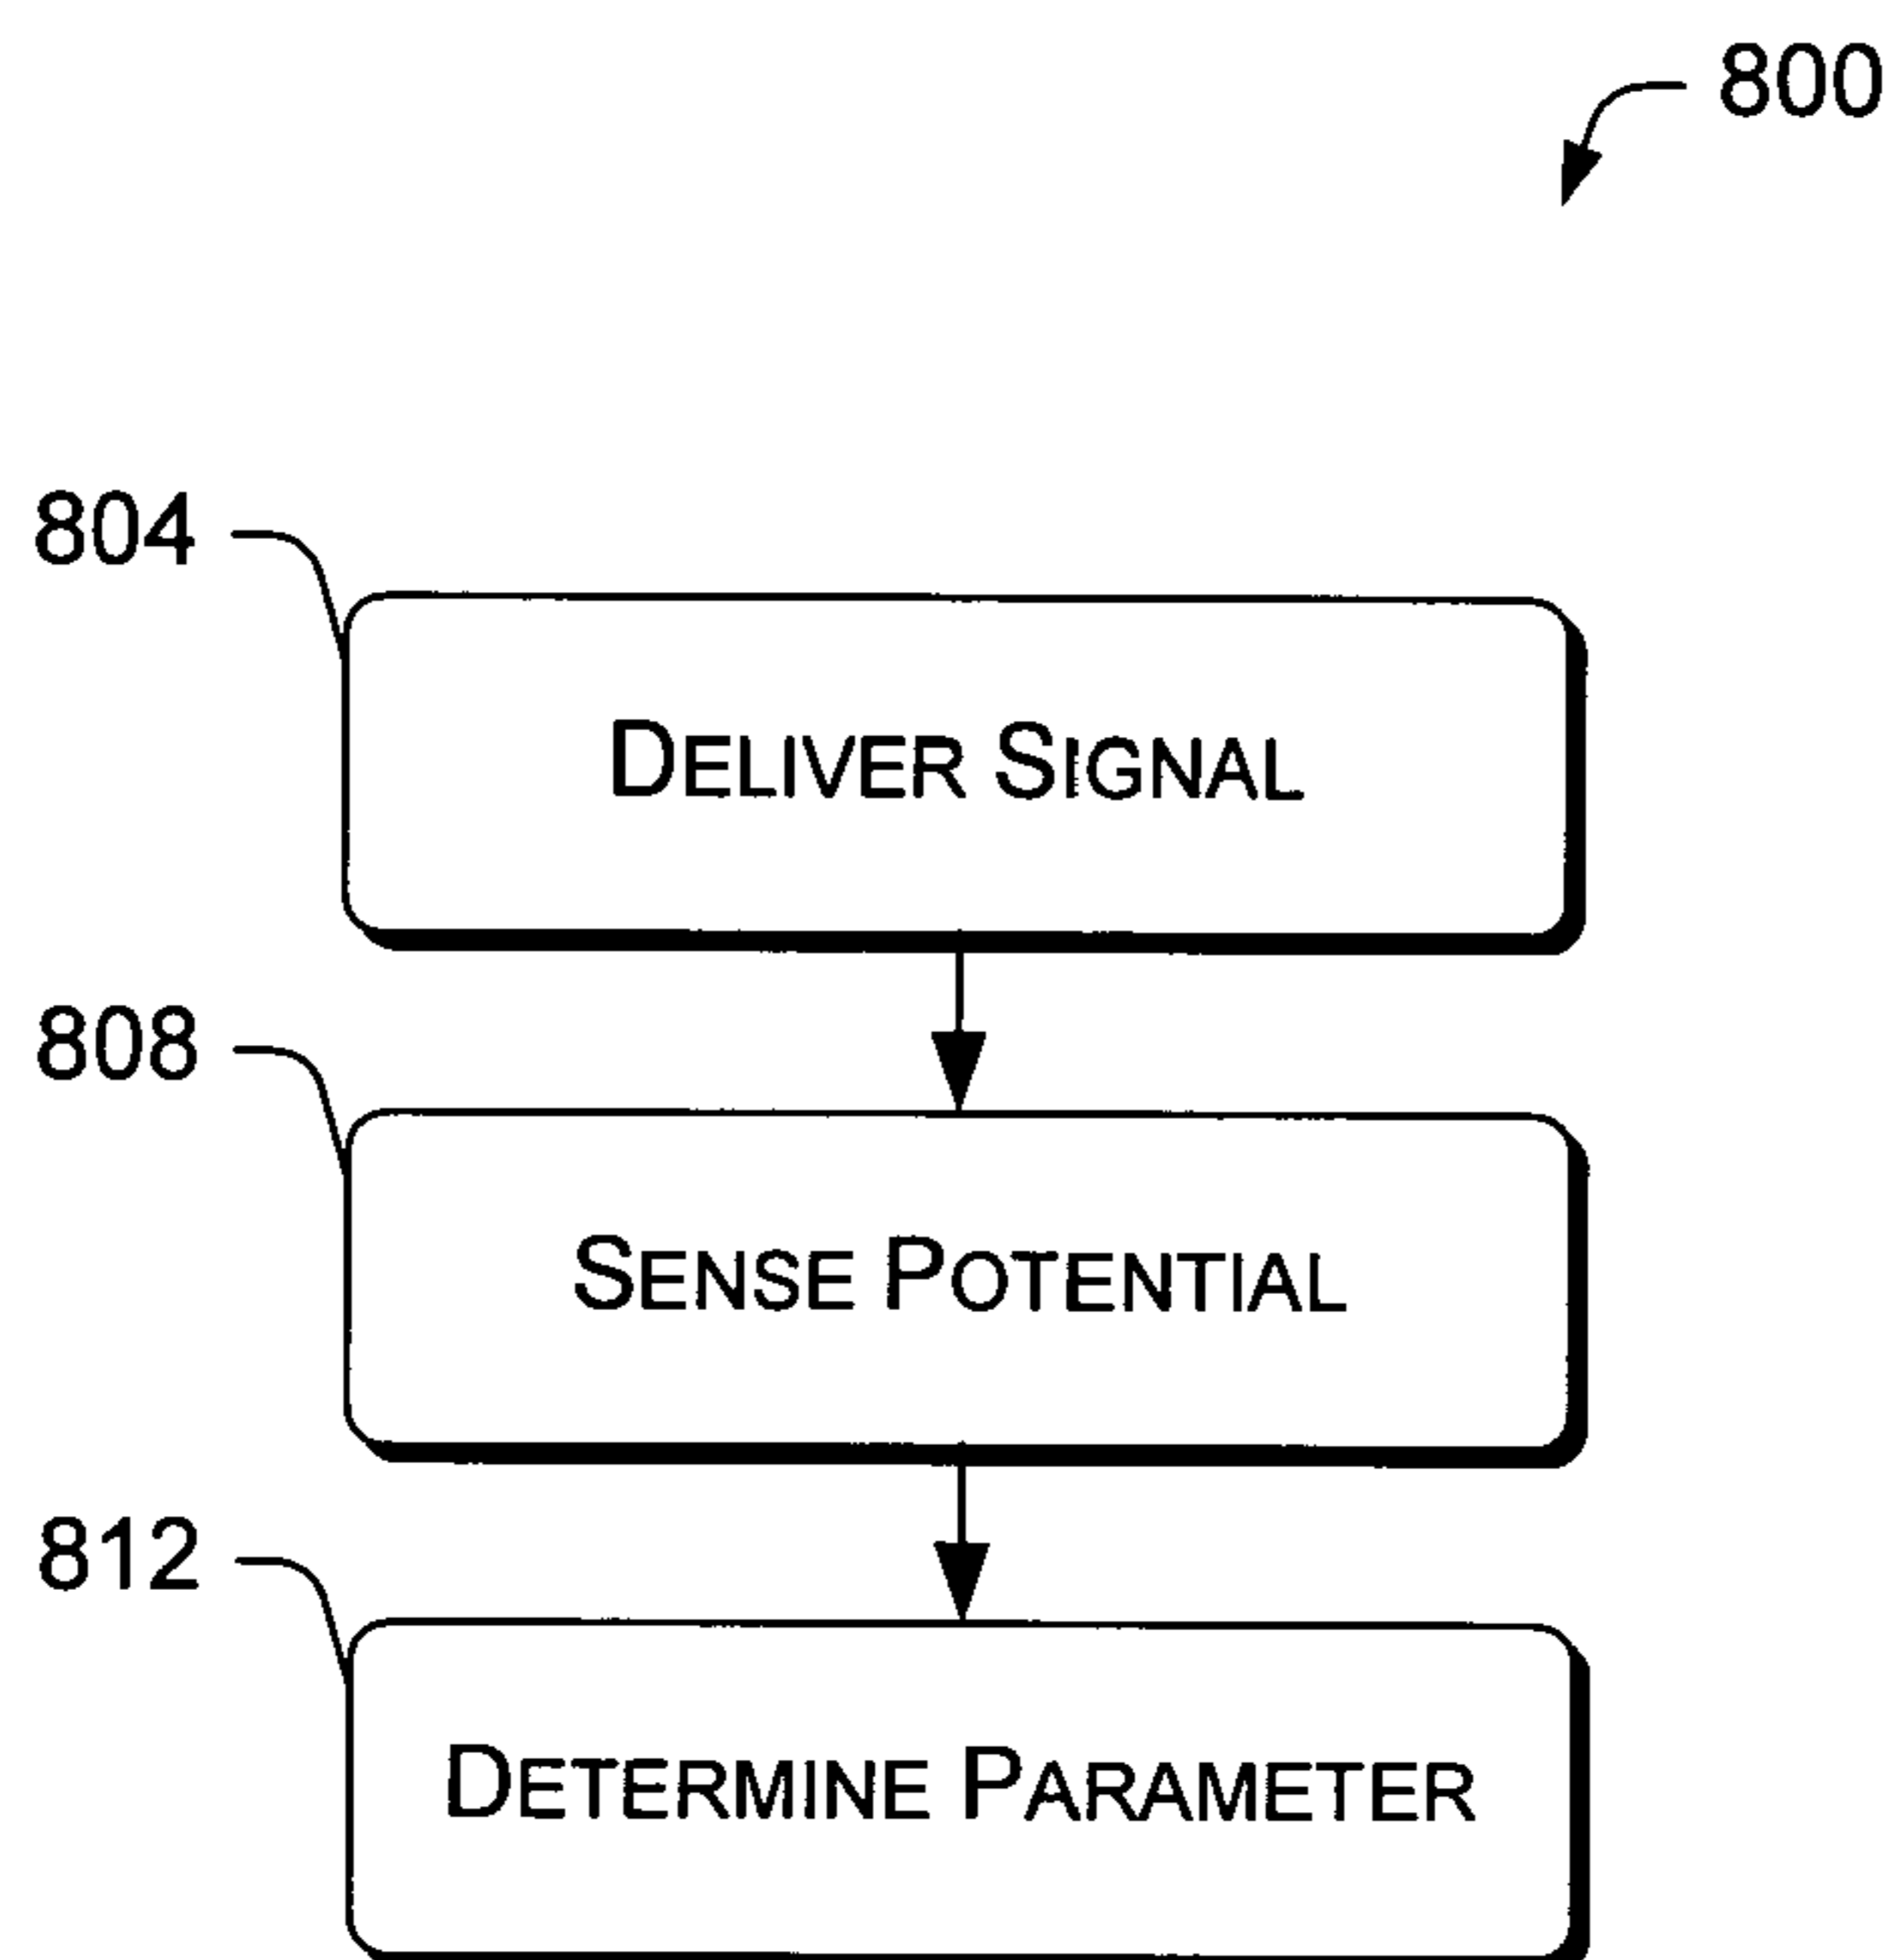 800
804
DELIVER SIGNAL
808
SENSE POTENTIAL
812
DETERMINE PARAMETER